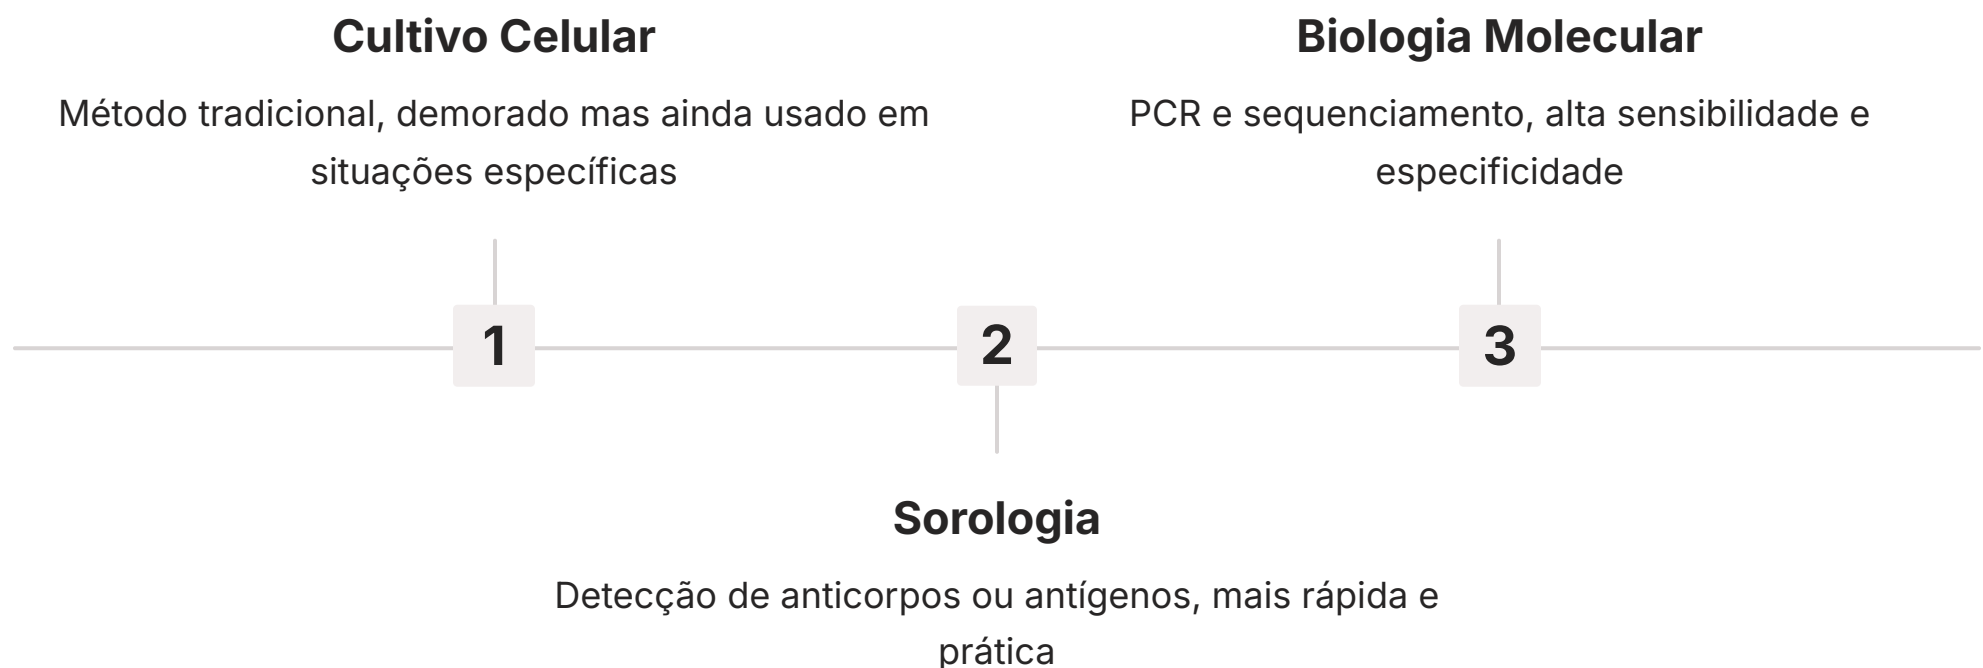 Cultivo Celular
Método tradicional, demorado mas ainda usado em
situações específicas
Biologia Molecular
PCR e sequenciamento, alta sensibilidade e
especificidade
1
2
3
Sorologia
Detecção de anticorpos ou antígenos, mais rápida e
prática